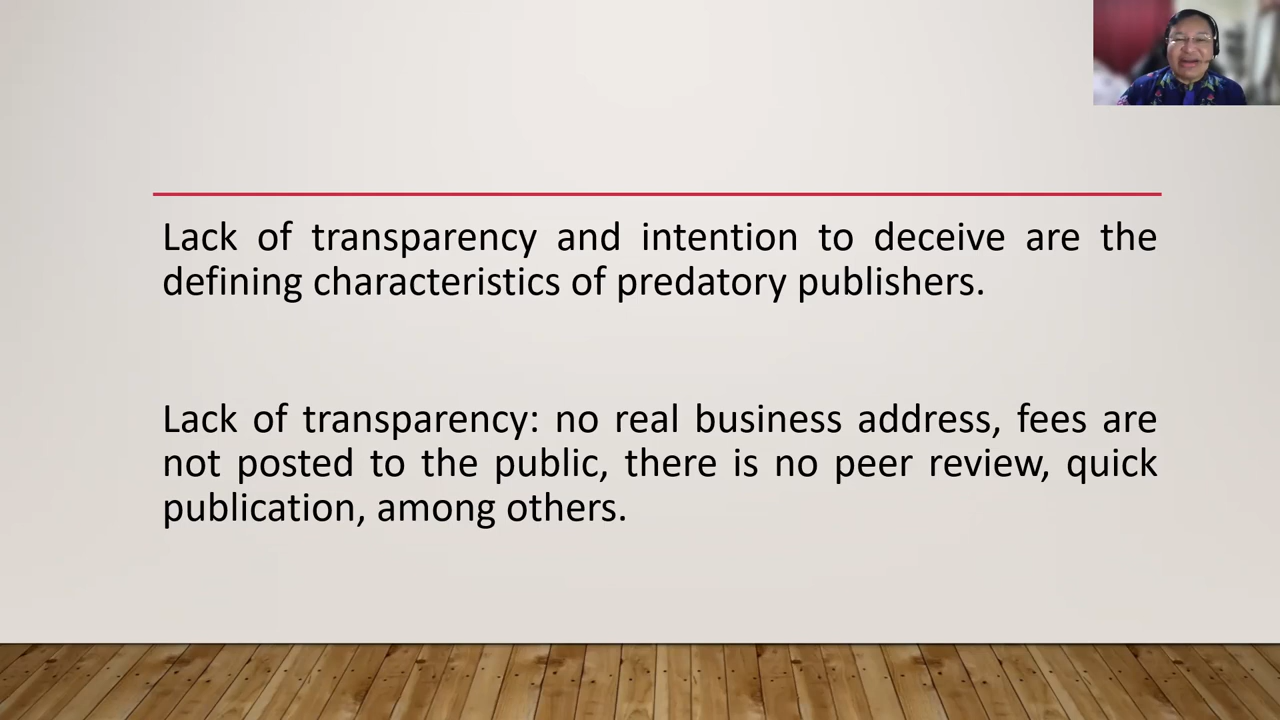 Lack of transparency and intention to deceive are the
defining characteristics of predatory publishers.
Lack of transparency: no real business address, fees are
not posted to the public, there is no peer review, quick
publication, among others.